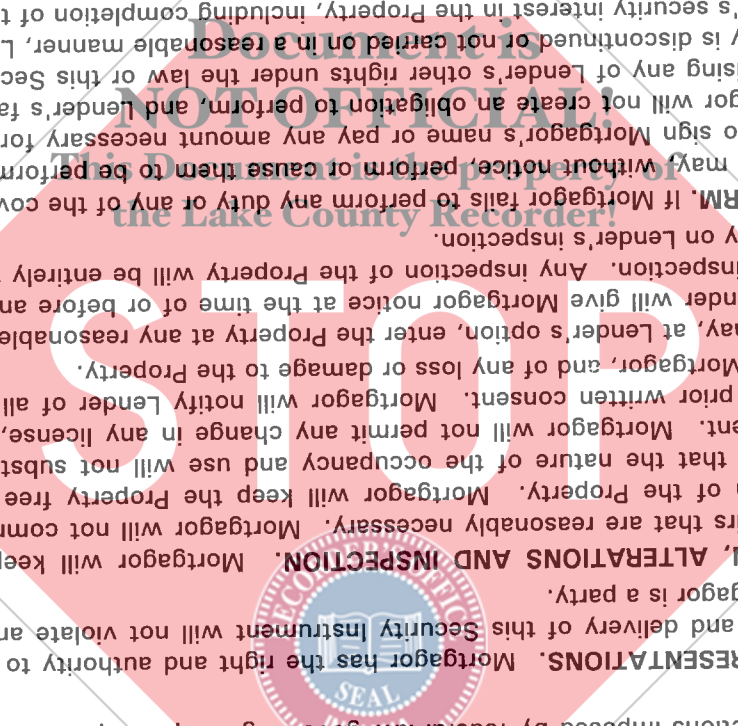 imposed by federal law
RESENTATIONS. Mortgagor has the right and authority to
and delivery of this Security Instrument will not violate an
gagor is a party.
, ALTERATIONS AND INSPECTION. Mortgagor will keep
rs that are reasonably necessary. Mortgagor will not comm
of the Property. Mortgagor will keep the Property free
that the nature of the occupancy and use will not subst
ent. Mortgagor will not permit any change in any license,
prior written consent. Mortgagor will notify Lender of all
Mortgagor, and of any loss or damage to the Property.
ay, at Lender's option, enter the Property at any reasonable
nder will give Mortgagor notice at the time of or before an
inspection. Any inspection of the Property will be entirely
y on Lender's inspection.
RM. If Mortgagor fails to perform any duty or any of the cov
may, without notice, perform or cause them to be perform
o sign Mortgagor's name or pay any amount necessary for
gor will not create an obligation to perform, and Lender's fa
ising any of Lender's other rights under the law or this Sec
y is discontinued or not carried on in a reasonable manner, L
's security interest in the Property, including completion of t
Document is
NOT OFFICIAL!
This Document is the property of
the Lake County Recorder!
STOP
RECORDER'S OFFICE
SEAL